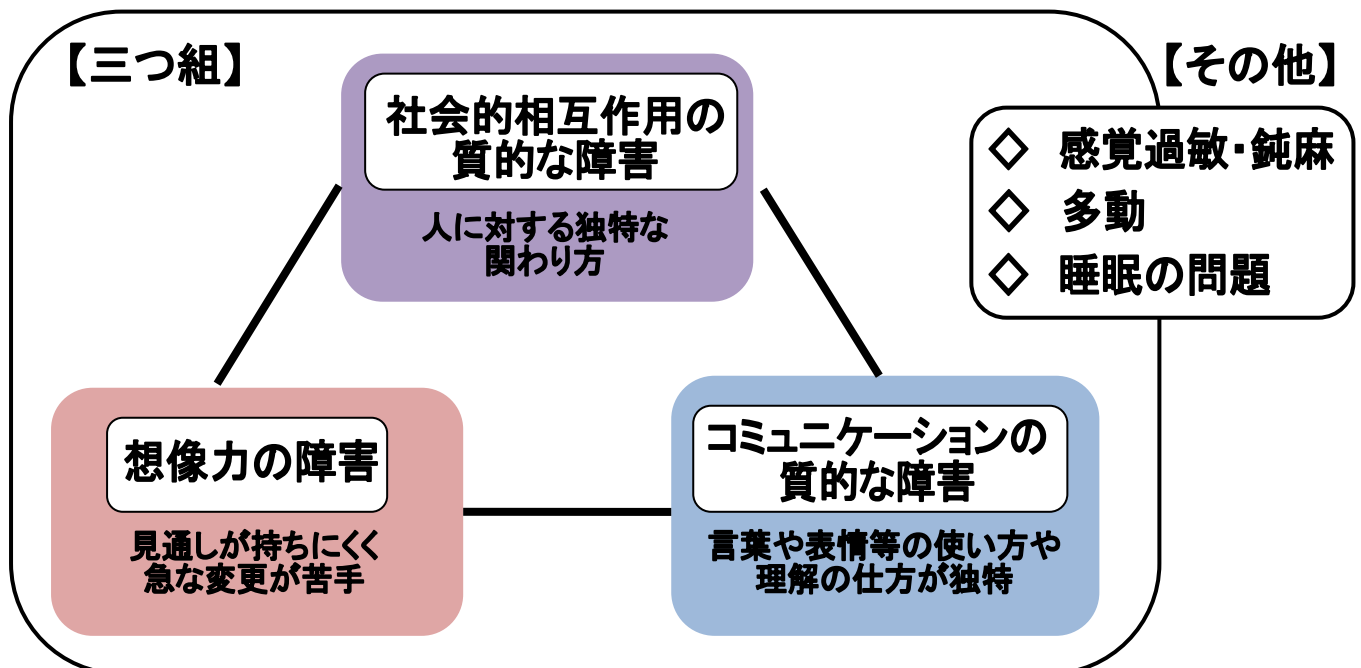 【三つ組】
社会的相互作用の
質的な障害
人に対する独特な
関わり方
想像力の障害
見通しが持ちにくく
急な変更が苦手
コミュニケーションの
質的な障害
言葉や表情等の使い方や
理解の仕方が独特
【その他】
◇ 感覚過敏・鈍麻
◇ 多動
◇ 睡眠の問題